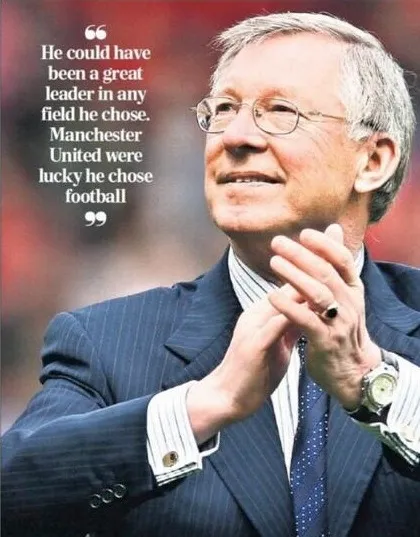 “
He could have
been a great
leader in any
field he chose.
Manchester
United were
lucky he chose
football
”